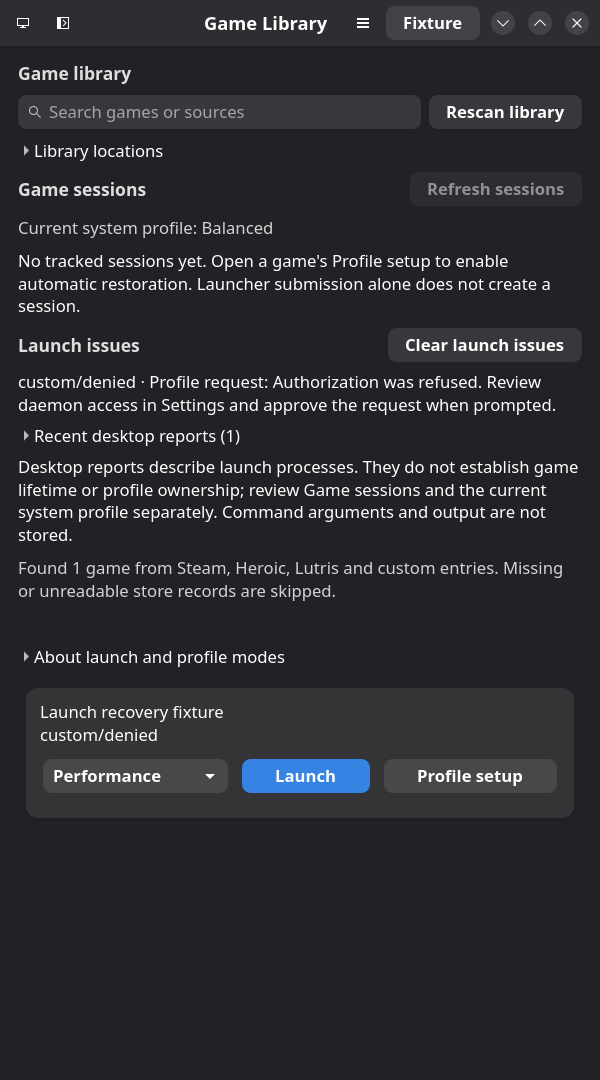 Game Library
Fixture
Game library
Search games or sources
Rescan library
Library locations
Game sessions
Refresh sessions
Current system profile: Balanced
No tracked sessions yet. Open a game's Profile setup to enable
automatic restoration. Launcher submission alone does not create a
session.
Launch issues
Clear launch issues
custom/denied · Profile request: Authorization was refused. Review
daemon access in Settings and approve the request when prompted.
Recent desktop reports (1)
Desktop reports describe launch processes. They do not establish game
lifetime or profile ownership; review Game sessions and the current
system profile separately. Command arguments and output are not
stored.
Found 1 game from Steam, Heroic, Lutris and custom entries. Missing
or unreadable store records are skipped.
About launch and profile modes
Launch recovery fixture
custom/denied
Performance
Launch
Profile setup